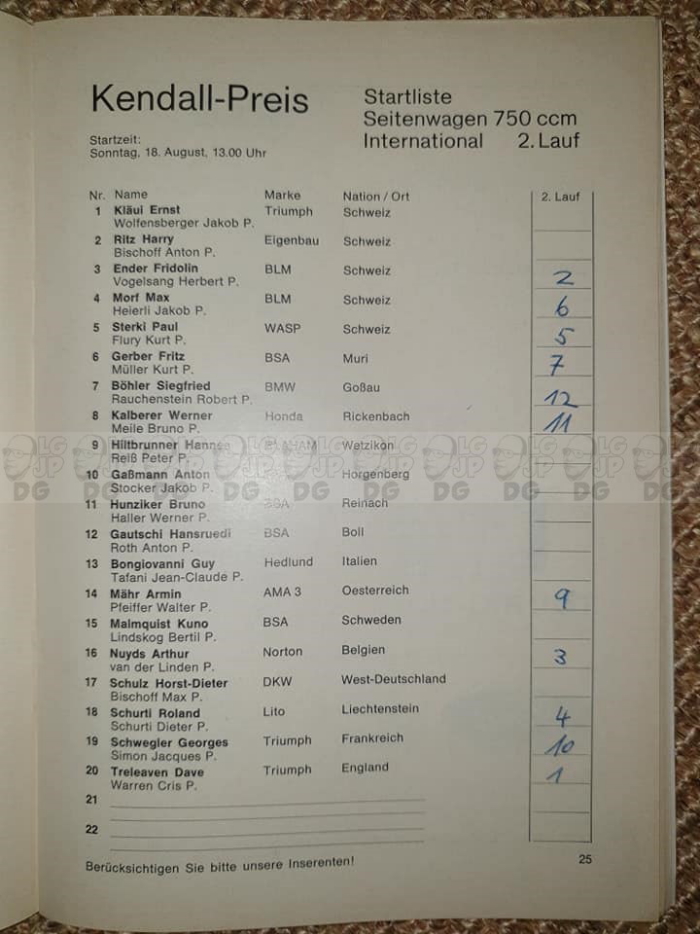 Kendall-Preis
Startliste
Seitenwagen 750 ccm
International 2. Lauf
Startzeit:
Sonntag, 18. August, 13.00 Uhr
Nr. Name Marke Nation / Ort 2. Lauf
1 Kläui Ernst Triumph Schweiz
Wolfensberger Jakob P.
2 Ritz Harry Eigenbau Schweiz
Bischoff Anton P.
3 Ender Fridolin BLM Schweiz 2
Vogelsang Herbert P.
4 Morf Max BLM Schweiz 6
Heierli Jakob P.
5 Sterki Paul WASP Schweiz 5
Flury Kurt P.
6 Gerber Fritz BSA Muri 7
Müller Kurt P.
7 Böhler Siegfried BMW Goßau 12
Rauchenstein Robert P.
8 Kalberer Werner Honda Rickenbach 11
Meile Bruno P.
9 Hiltbrunner Wetzikon
Reiß Peter P.
10 Gaßmann Anton Horgenberg
Stocker Jakob P.
11 Hunziker Bruno BSA Reinach
Haller Werner P.
12 Gautschi Hansruedi BSA Boll
Roth Anton P.
13 Bongiovanni Guy Hedlund Italien
Tafani Jean-Claude P.
14 Mähr Armin AMA 3 Oesterreich 9
Pfeiffer Walter P.
15 Malmquist Kuno BSA Schweden
Lindskog Bertil P.
16 Nuyds Arthur Norton Belgien 3
van der Linden P.
17 Schulz Horst-Dieter DKW West-Deutschland
Bischoff Max P.
18 Schurti Roland Lito Liechtenstein 4
Schurti Dieter P.
19 Schwegler Georges Triumph Frankreich 10
Simon Jacques P.
20 Treleaven Dave Triumph England 1
Warren Cris P.
21
22
Berücksichtigen Sie bitte unsere Inserenten!
25